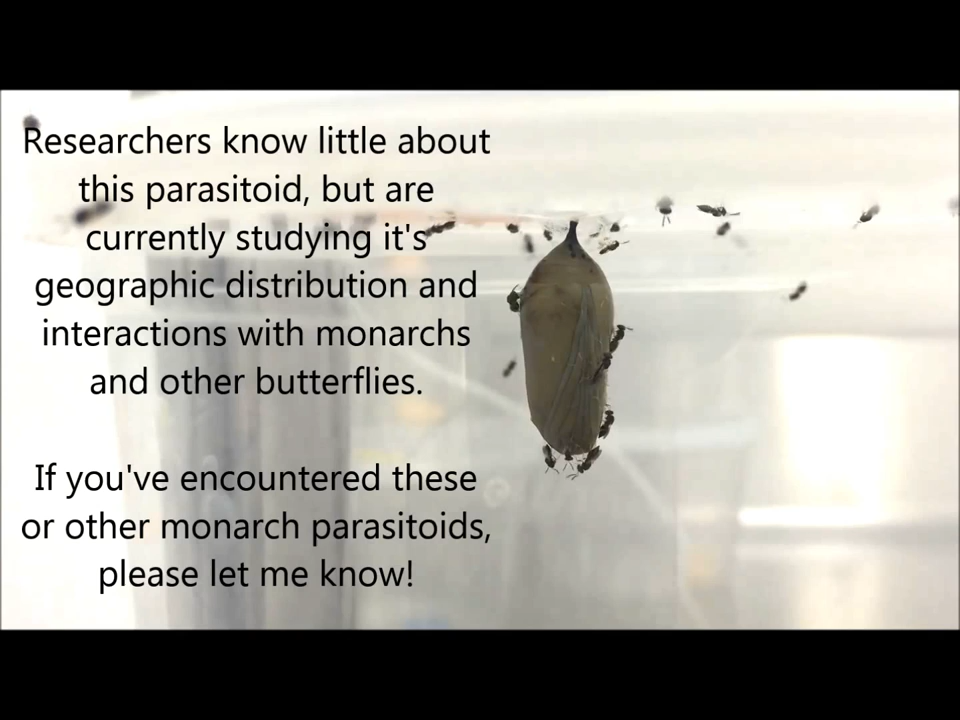 Researchers know little about
this parasitoid, but are
currently studying it's
geographic distribution and
interactions with monarchs
and other butterflies.
If you've encountered these
or other monarch parasitoids,
please let me know!